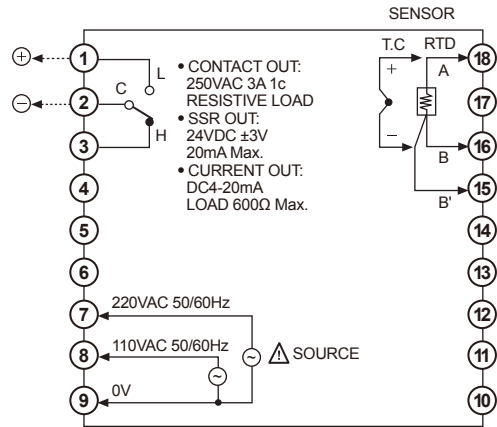 SENSOR
⊕ 1 L
⊖ 2 C
3 H
4
5
6
7 220VAC 50/60Hz
8 110VAC 50/60Hz
9 0V
• CONTACT OUT:
250VAC 3A 1c
RESISTIVE LOAD
• SSR OUT:
24VDC ±3V
20mA Max.
• CURRENT OUT:
DC4-20mA
LOAD 600Ω Max.
~ ⚠ SOURCE
~
T.C RTD
+ A 18
17
− B 16
B' 15
14
13
12
11
10